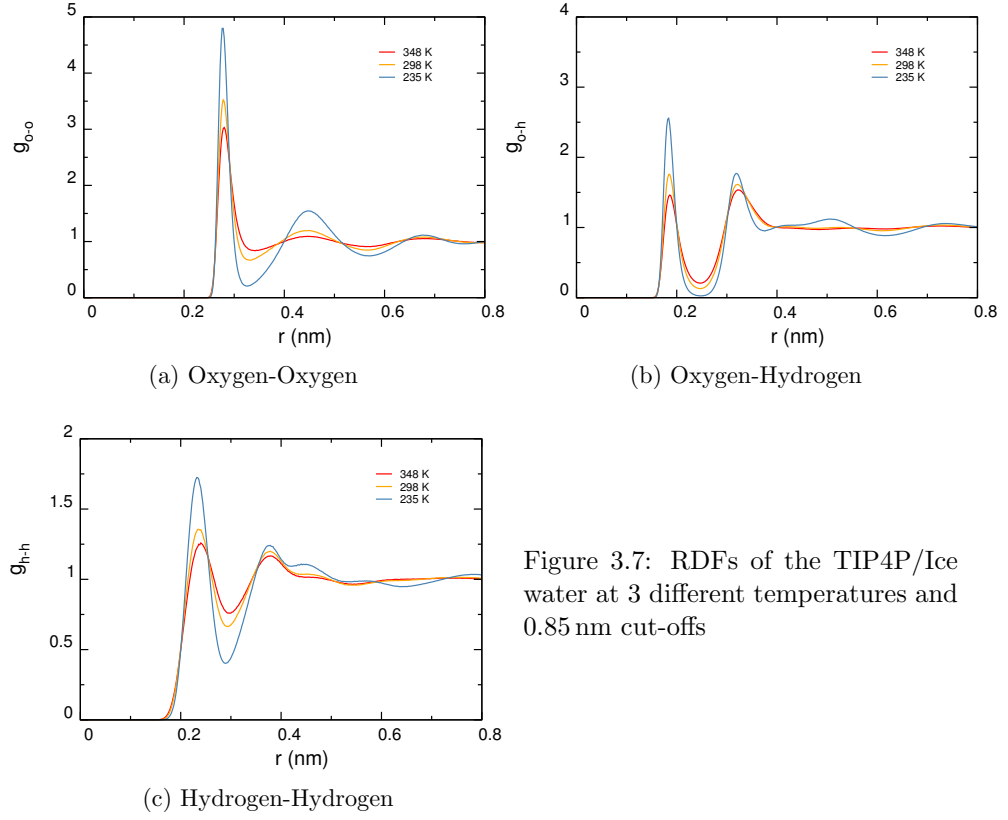 5
4
3
2
1
0
g_o-o
348 K
298 K
235 K
0 0.2 0.4 0.6 0.8
r (nm)
(a) Oxygen-Oxygen
4
3
2
1
0
g_o-h
348 K
298 K
235 K
0 0.2 0.4 0.6 0.8
r (nm)
(b) Oxygen-Hydrogen
2
1.5
1
0.5
0
g_h-h
348 K
298 K
235 K
0 0.2 0.4 0.6 0.8
r (nm)
(c) Hydrogen-Hydrogen
Figure 3.7: RDFs of the TIP4P/Ice
water at 3 different temperatures and
0.85 nm cut-offs